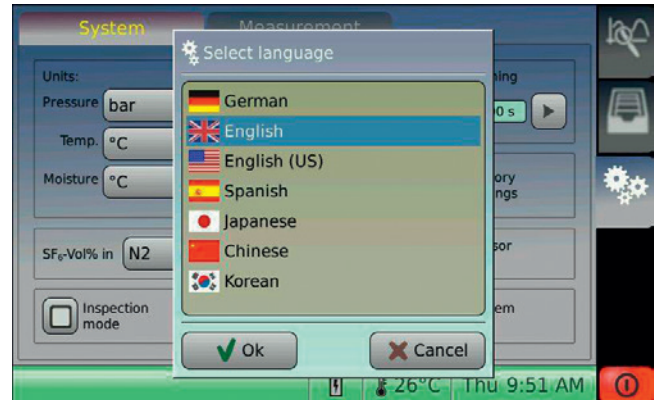 System
Measurement
Select language
Units:
Pressure
bar
Temp.
°C
Moisture
°C
SF₆-Vol% in
N2
Inspection
mode
German
English
English (US)
Spanish
Japanese
Chinese
Korean
Ok
Cancel
26°C
Thu 9:51 AM